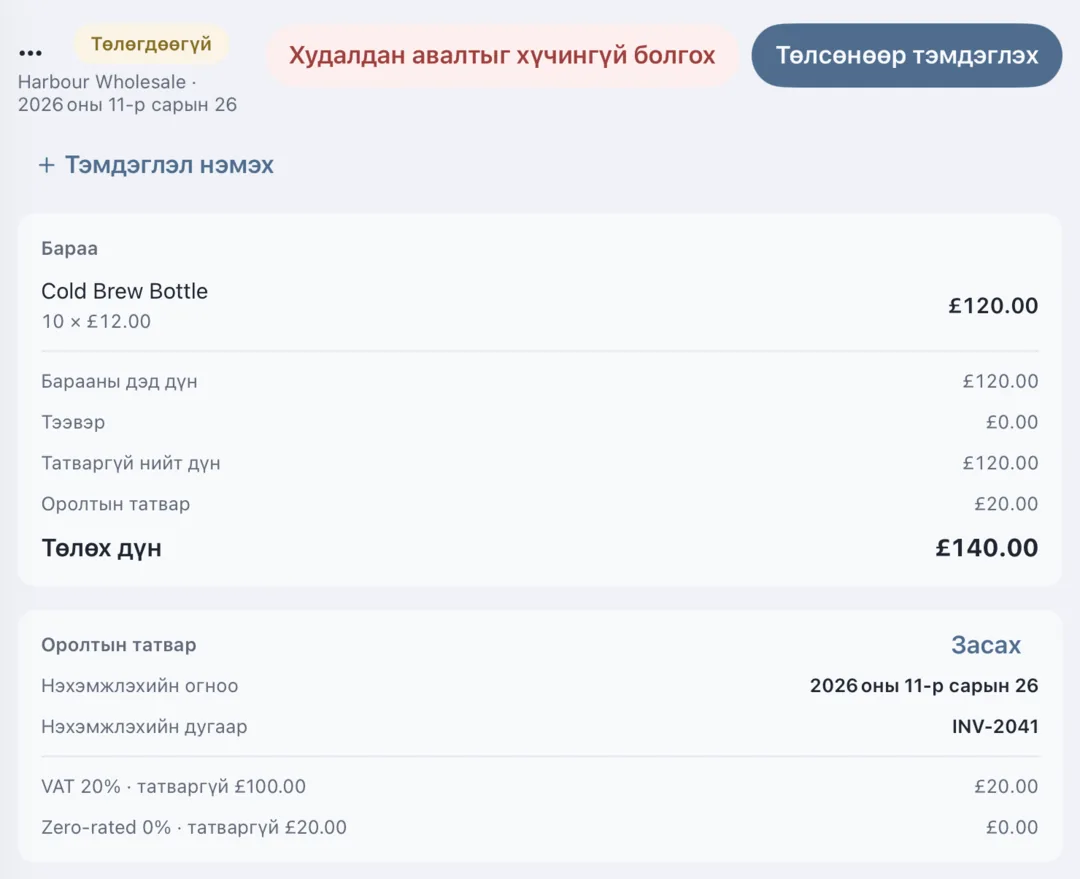 ...
Төлөгдөөгүй
Худалдан авалтыг хүчингүй болгох
Төлсөнөөр тэмдэглэх
Harbour Wholesale ·
2026 оны 11-р сарын 26
+ Тэмдэглэл нэмэх
Бараа
Cold Brew Bottle
£120.00
10 × £12.00
Барааны дэд дүн £120.00
Тээвэр £0.00
Татваргүй нийт дүн £120.00
Оролтын татвар £20.00
Төлөх дүн £140.00
Оролтын татвар Засах
Нэхэмжлэхийн огноо 2026 оны 11-р сарын 26
Нэхэмжлэхийн дугаар INV-2041
VAT 20% · татваргүй £100.00 £20.00
Zero-rated 0% · татваргүй £20.00 £0.00